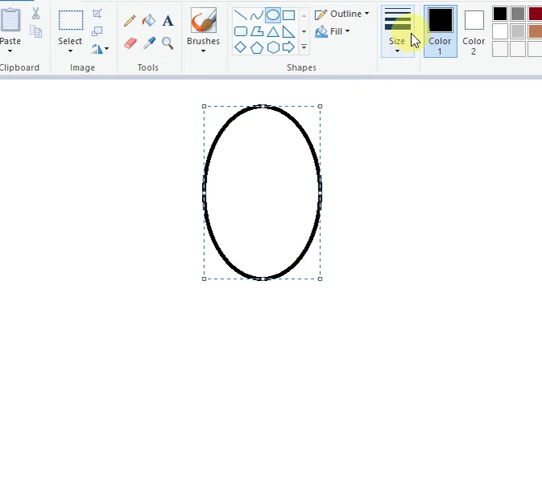 Paste
Select
A
Brushes
Outline
Fill
Size
Color
1
Color
2
Clipboard
Image
Tools
Shapes